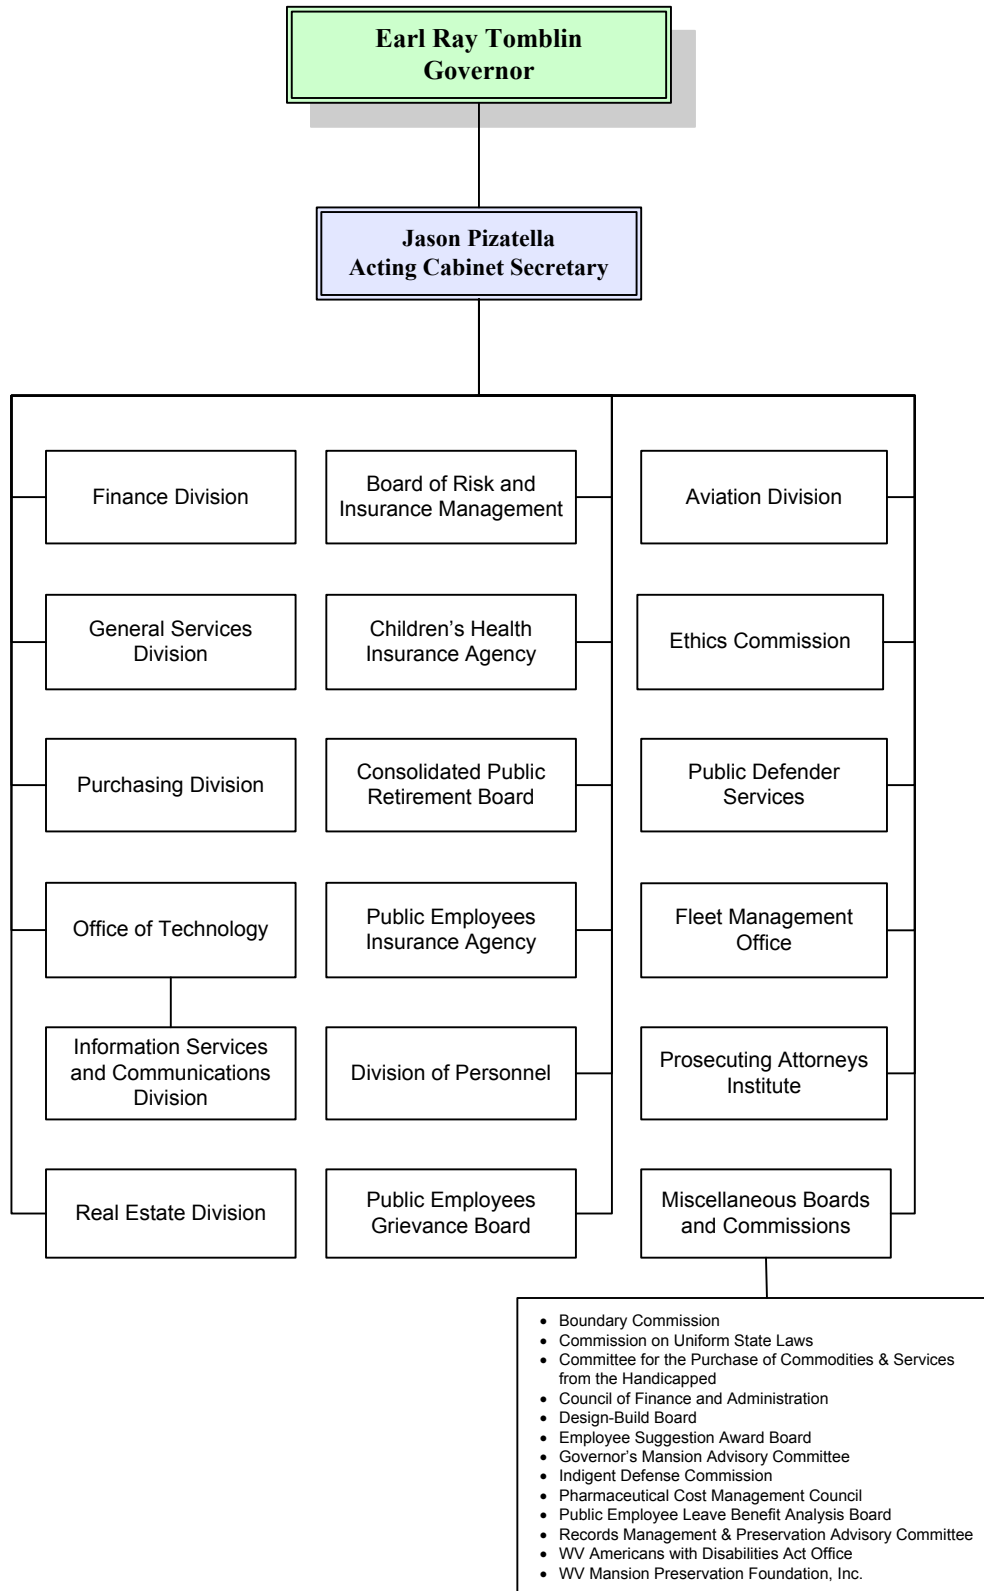 Earl Ray Tomblin
Governor
Jason Pizatella
Acting Cabinet Secretary
Finance Division
Board of Risk and
Insurance Management
Aviation Division
General Services
Division
Children’s Health
Insurance Agency
Ethics Commission
Purchasing Division
Consolidated Public
Retirement Board
Public Defender
Services
Office of Technology
Public Employees
Insurance Agency
Fleet Management
Office
Information Services
and Communications
Division
Division of Personnel
Prosecuting Attorneys
Institute
Real Estate Division
Public Employees
Grievance Board
Miscellaneous Boards
and Commissions
• Boundary Commission
• Commission on Uniform State Laws
• Committee for the Purchase of Commodities & Services
from the Handicapped
• Council of Finance and Administration
• Design-Build Board
• Employee Suggestion Award Board
• Governor’s Mansion Advisory Committee
• Indigent Defense Commission
• Pharmaceutical Cost Management Council
• Public Employee Leave Benefit Analysis Board
• Records Management & Preservation Advisory Committee
• WV Americans with Disabilities Act Office
• WV Mansion Preservation Foundation, Inc.